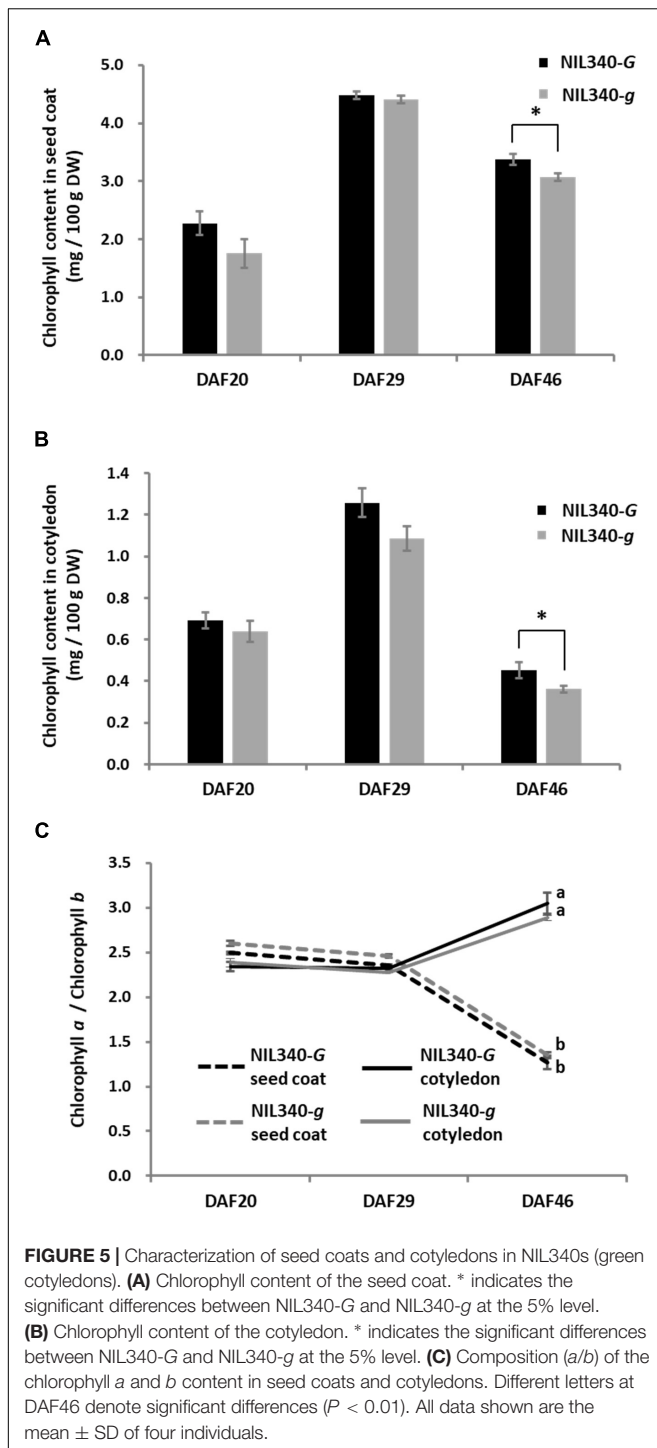 A
Chlorophyll content in seed coat
(mg / 100 g DW)
5.0
4.0
3.0
2.0
1.0
0.0
NIL340-G
NIL340-g
*
DAF20 DAF29 DAF46
B
Chlorophyll content in cotyledon
(mg / 100 g DW)
1.4
1.2
1.0
0.8
0.6
0.4
0.2
0.0
NIL340-G
NIL340-g
*
DAF20 DAF29 DAF46
C
Chlorophyll a / Chlorophyll b
3.5
3.0
2.5
2.0
1.5
1.0
0.5
0.0
a
a
b
b
NIL340-G seed coat
NIL340-G cotyledon
NIL340-g seed coat
NIL340-g cotyledon
DAF20 DAF29 DAF46
FIGURE 5 | Characterization of seed coats and cotyledons in NIL340s (green
cotyledons). (A) Chlorophyll content of the seed coat. * indicates the
significant differences between NIL340-G and NIL340-g at the 5% level.
(B) Chlorophyll content of the cotyledon. * indicates the significant differences
between NIL340-G and NIL340-g at the 5% level. (C) Composition (a/b) of the
chlorophyll a and b content in seed coats and cotyledons. Different letters at
DAF46 denote significant differences (P < 0.01). All data shown are the
mean ± SD of four individuals.